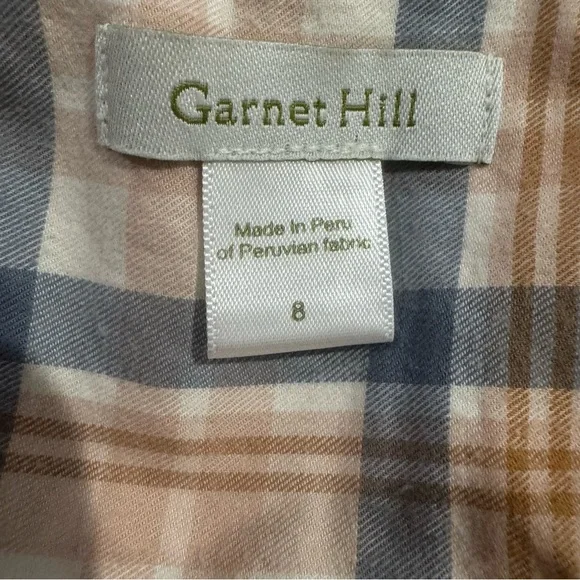 Garnet Hill
Made in Peru
of Peruvian fabric
8